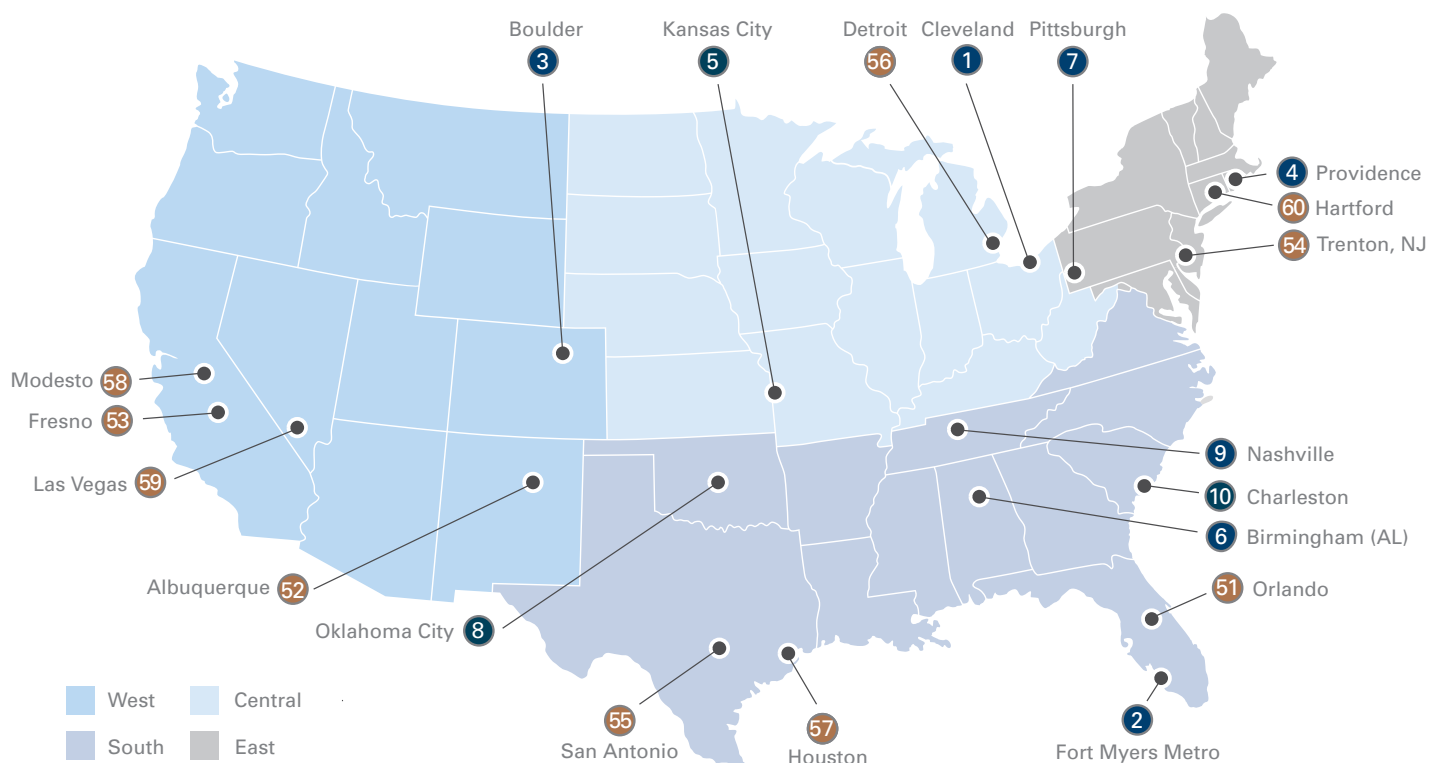 Boulder
3
Kansas City
5
Detroit
56
Cleveland
1
Pittsburgh
7
4 Providence
60 Hartford
54 Trenton, NJ
Modesto 58
Fresno 53
Las Vegas 59
Albuquerque 52
Oklahoma City 8
9 Nashville
10 Charleston
6 Birmingham (AL)
51 Orlando
55
San Antonio
57
Houston
2
Fort Myers Metro
West
Central
South
East